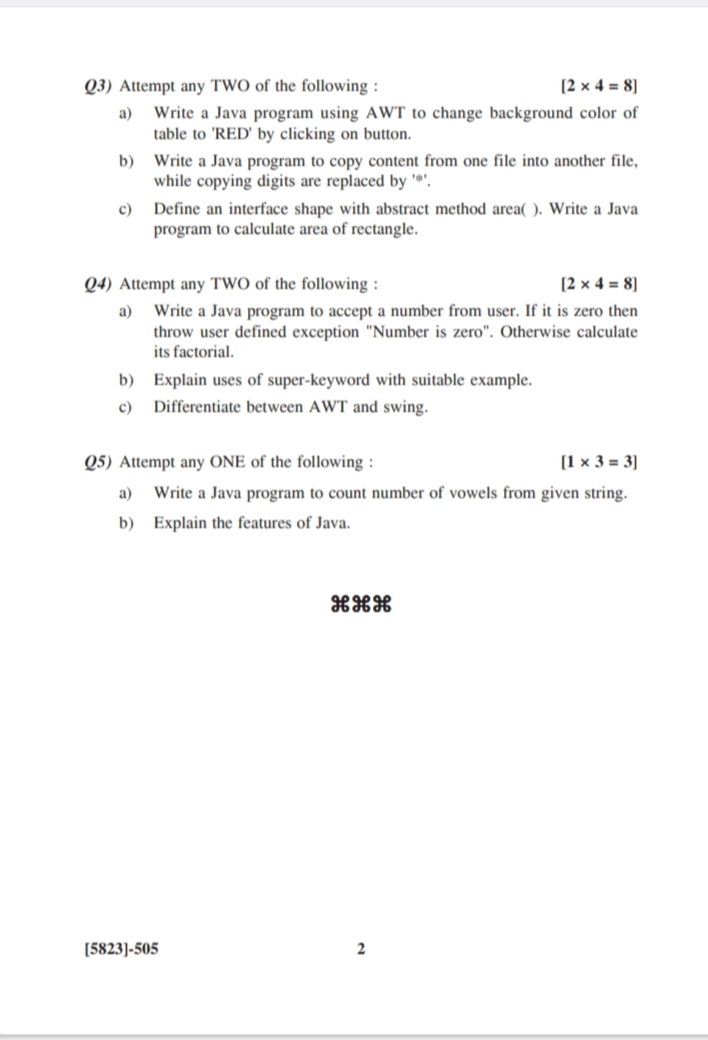 Q3) Attempt any TWO of the following : [2 × 4 = 8]
a) Write a Java program using AWT to change background color of
table to 'RED' by clicking on button.
b) Write a Java program to copy content from one file into another file,
while copying digits are replaced by '*'.
c) Define an interface shape with abstract method area( ). Write a Java
program to calculate area of rectangle.
Q4) Attempt any TWO of the following : [2 × 4 = 8]
a) Write a Java program to accept a number from user. If it is zero then
throw user defined exception "Number is zero". Otherwise calculate
its factorial.
b) Explain uses of super-keyword with suitable example.
c) Differentiate between AWT and swing.
Q5) Attempt any ONE of the following : [1 × 3 = 3]
a) Write a Java program to count number of vowels from given string.
b) Explain the features of Java.
⌘⌘⌘
[5823]-505 2